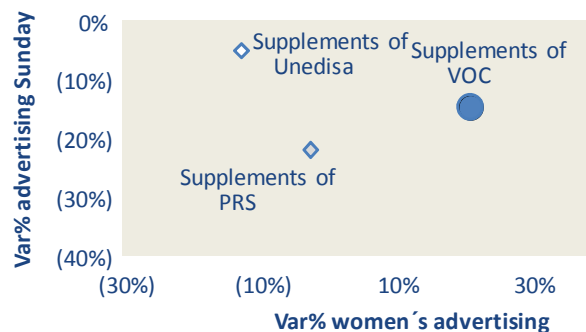 Var% advertising Sunday
0%
(10%)
(20%)
(30%)
(40%)
Supplements of
Unedisa
Supplements of
VOC
Supplements of
PRS
(30%)
(10%)
10%
30%
Var% women´s advertising